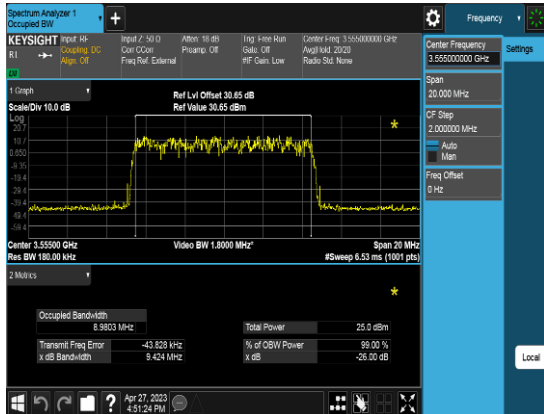 Spectrum Analyzer 1
Occupied BW
+
Frequency
KEYSIGHT
R1
LXI
Input: RF
Coupling: DC
Align: Off
Input Z: 50 Ω
Corr CCorr
Freq Ref: External
Atten: 18 dB
Preamp: Off
Trig: Free Run
Gate: Off
#IF Gain: Low
Center Freq: 3.555000000 GHz
Avg|Hold: 20/20
Radio Std: None
Center Frequency
3.555000000 GHz
Settings
Span
20.000 MHz
CF Step
2.000000 MHz
Auto
Man
Freq Offset
0 Hz
1 Graph
Scale/Div 10.0 dB
Ref Lvl Offset 30.65 dB
Ref Value 30.65 dBm
Log
20.7
10.7
0.650
-9.35
-19.4
-29.4
-39.4
-49.4
-59.4
Center 3.55500 GHz
Video BW 1.8000 MHz*
Span 20 MHz
Res BW 180.00 kHz
#Sweep 6.53 ms (1001 pts)
2 Metrics
Occupied Bandwidth
8.9803 MHz
Total Power
25.0 dBm
Transmit Freq Error
-43.828 kHz
% of OBW Power
99.00 %
x dB Bandwidth
9.424 MHz
x dB
-26.00 dB
Local
?
Apr 27, 2023
4:51:24 PM